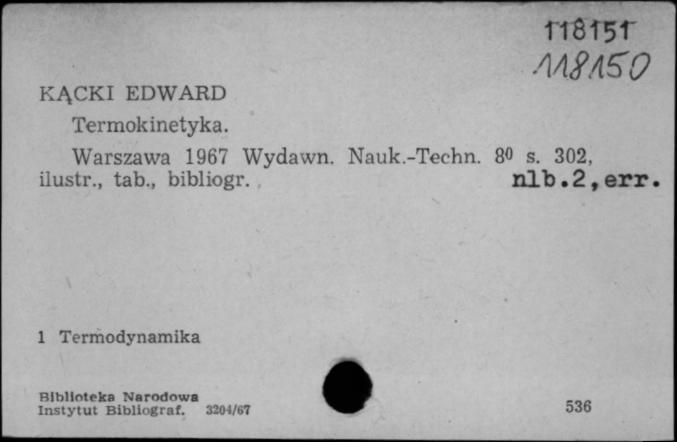 118151
118150
KĄCKI EDWARD
Termokinetyka.
Warszawa 1967 Wydawn. Nauk.-Techn. 8⁰ s. 302,
ilustr., tab., bibliogr. nlb.2,err.
1 Termodynamika
Biblioteka Narodowa
Instytut Bibliograf. 3204/67
536